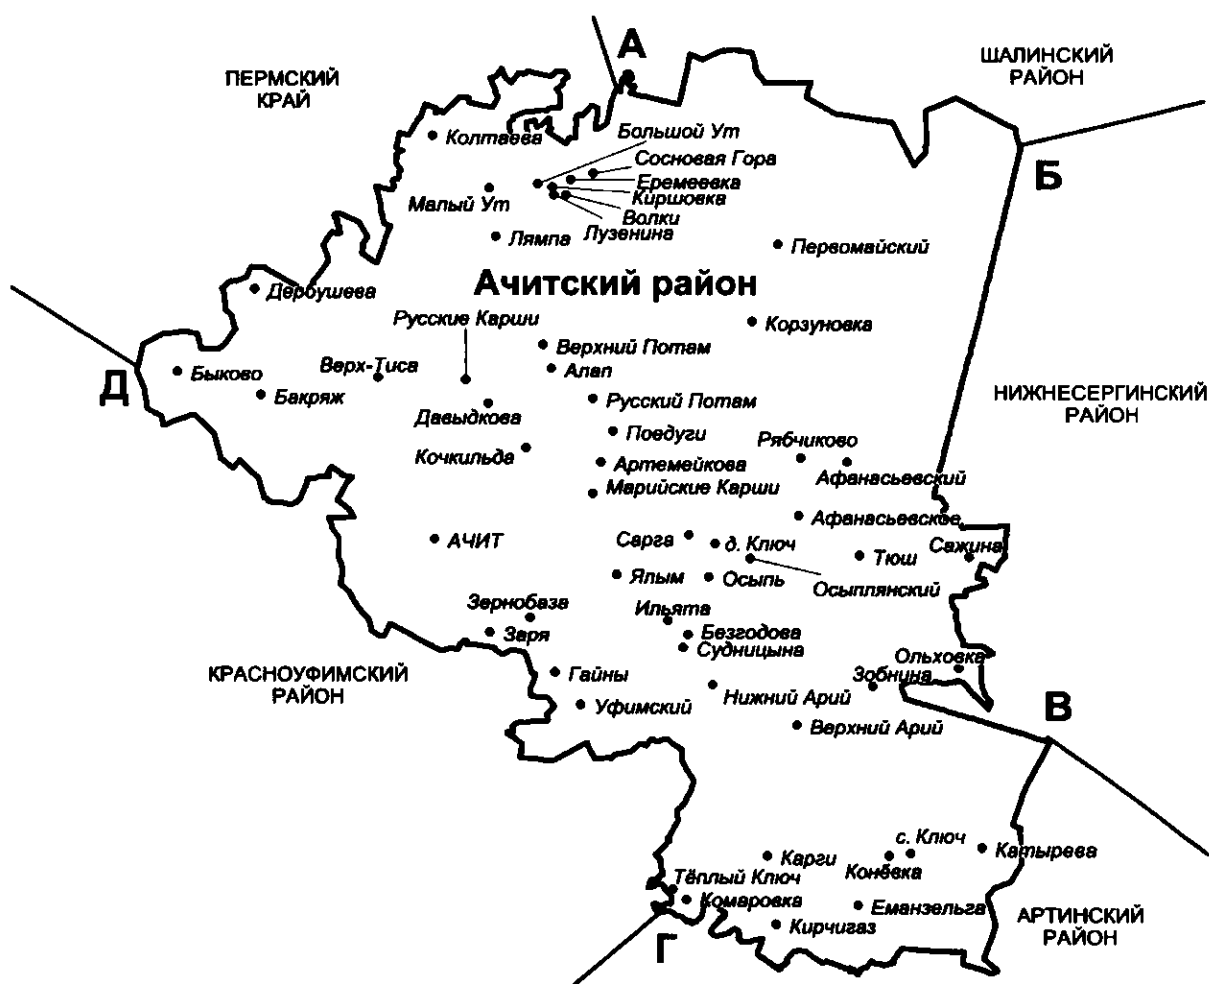 А
ШАЛИНСКИЙ
РАЙОН
ПЕРМСКИЙ
КРАЙ
Большой Ут
Колтаева
Сосновая Гора
Б
Еремеевка
Киршовка
Малый Ут
Волки
Лузенина
Лямпа
Первомайский
Ачитский район
Дербушева
Русские Карши
Корзуновка
Верхний Потам
Верх-Тиса
Алап
Быково
Д
Бакряж
НИЖНЕСЕРГИНСКИЙ
РАЙОН
Русский Потам
Давыдкова
Поедуги
Рябчиково
Кочкильда
Артемейкова
Афанасьевский
Марийские Карши
Афанасьевское
АЧИТ
Сарга
д. Ключ
Сажина
Тюш
Ялым
Осыпь
Осыплянский
Зернобаза
Ильята
Заря
Безгодова
Судницына
Ольховка
КРАСНОУФИМСКИЙ
РАЙОН
Гайны
Зобнина
Нижний Арий
Уфимский
В
Верхний Арий
с. Ключ
Карги
Конёвка
Катырева
Тёплый Ключ
Комаровка
Еманзельга
АРТИНСКИЙ
РАЙОН
Кирчигаз
Г